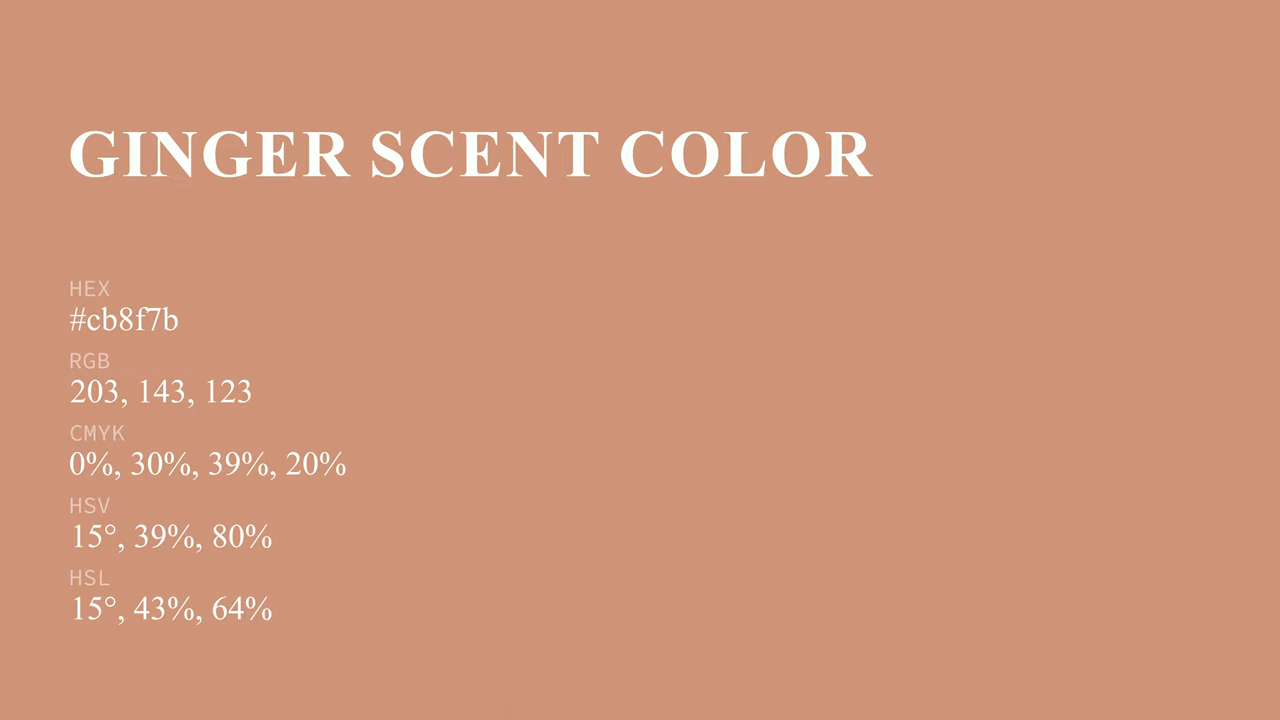 GINGER SCENT COLOR
HEX
#cb8f7b
RGB
203, 143, 123
CMYK
0%, 30%, 39%, 20%
HSV
15°, 39%, 80%
HSL
15°, 43%, 64%